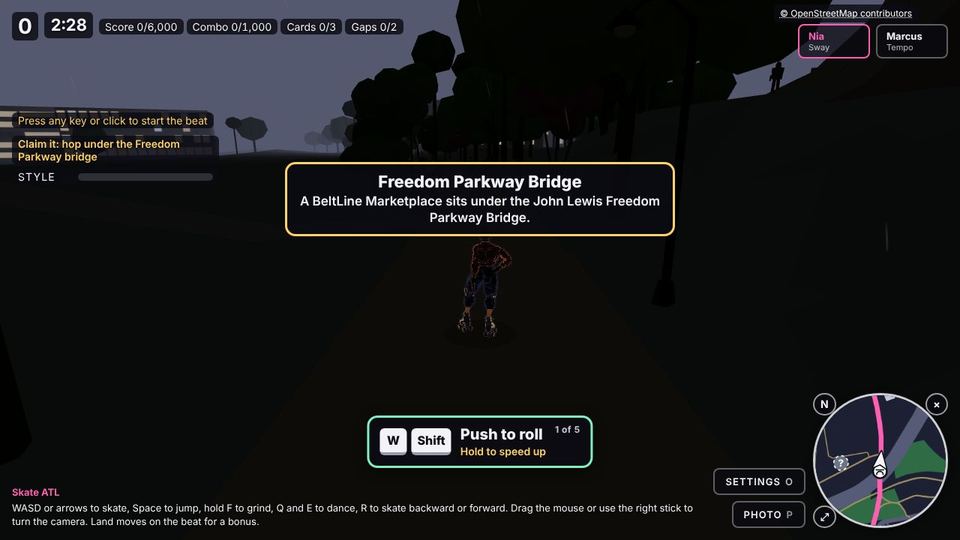 0
2:28
Score 0/6,000
Combo 0/1,000
Cards 0/3
Gaps 0/2
© OpenStreetMap contributors
Nia
Sway
Marcus
Tempo
Press any key or click to start the beat
Claim it: hop under the Freedom
Parkway bridge
STYLE
Freedom Parkway Bridge
A BeltLine Marketplace sits under the John Lewis Freedom
Parkway Bridge.
W
Shift
Push to roll
1 of 5
Hold to speed up
N
×
?
SETTINGS O
PHOTO P
Skate ATL
WASD or arrows to skate, Space to jump, hold F to grind, Q and E to dance, R to skate backward or forward. Drag the mouse or use the right stick to
turn the camera. Land moves on the beat for a bonus.